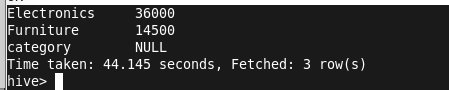 Electronics     36000
Furniture       14500
category        NULL
Time taken: 44.145 seconds, Fetched: 3 row(s)
hive>